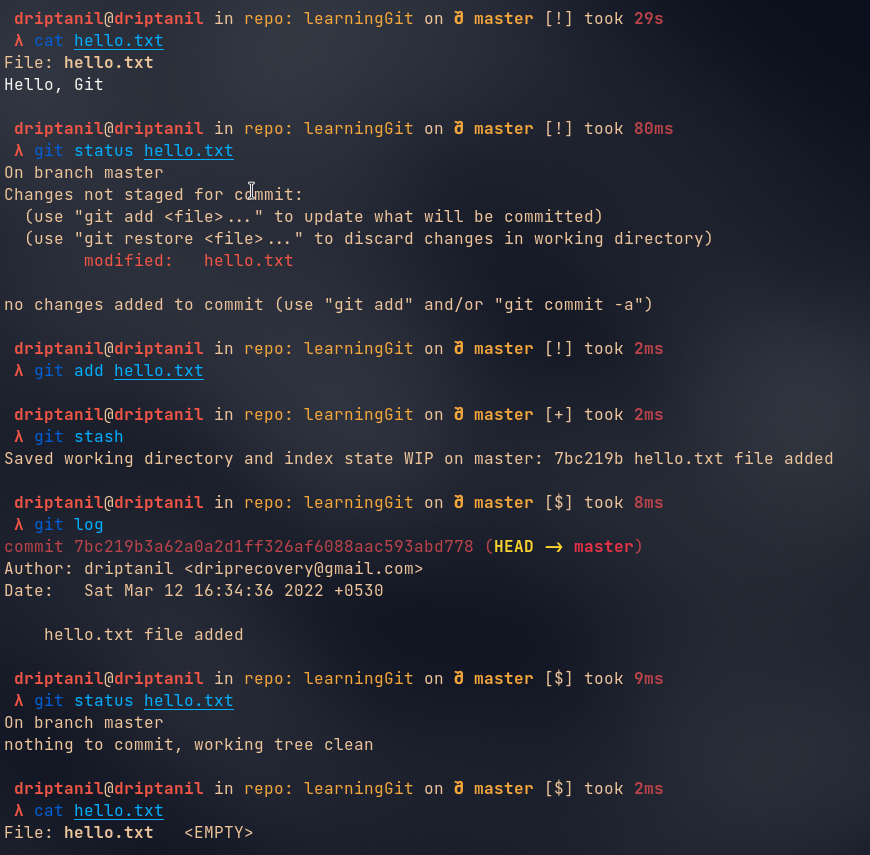 driptanil@driptanil in repo: learningGit on master [!] took 29s
λ cat hello.txt
File: hello.txt
Hello, Git
driptanil@driptanil in repo: learningGit on master [!] took 80ms
λ git status hello.txt
On branch master
Changes not staged for commit:
(use "git add <file>..." to update what will be committed)
(use "git restore <file>..." to discard changes in working directory)
modified:   hello.txt
no changes added to commit (use "git add" and/or "git commit -a")
driptanil@driptanil in repo: learningGit on master [!] took 2ms
λ git add hello.txt
driptanil@driptanil in repo: learningGit on master [+] took 2ms
λ git stash
Saved working directory and index state WIP on master: 7bc219b hello.txt file added
driptanil@driptanil in repo: learningGit on master [$] took 8ms
λ git log
commit 7bc219b3a62a0a2d1ff326af6088aac593abd778 (HEAD -> master)
Author: driptanil <driprecovery@gmail.com>
Date:   Sat Mar 12 16:34:36 2022 +0530
hello.txt file added
driptanil@driptanil in repo: learningGit on master [$] took 9ms
λ git status hello.txt
On branch master
nothing to commit, working tree clean
driptanil@driptanil in repo: learningGit on master [$] took 2ms
λ cat hello.txt
File: hello.txt   <EMPTY>